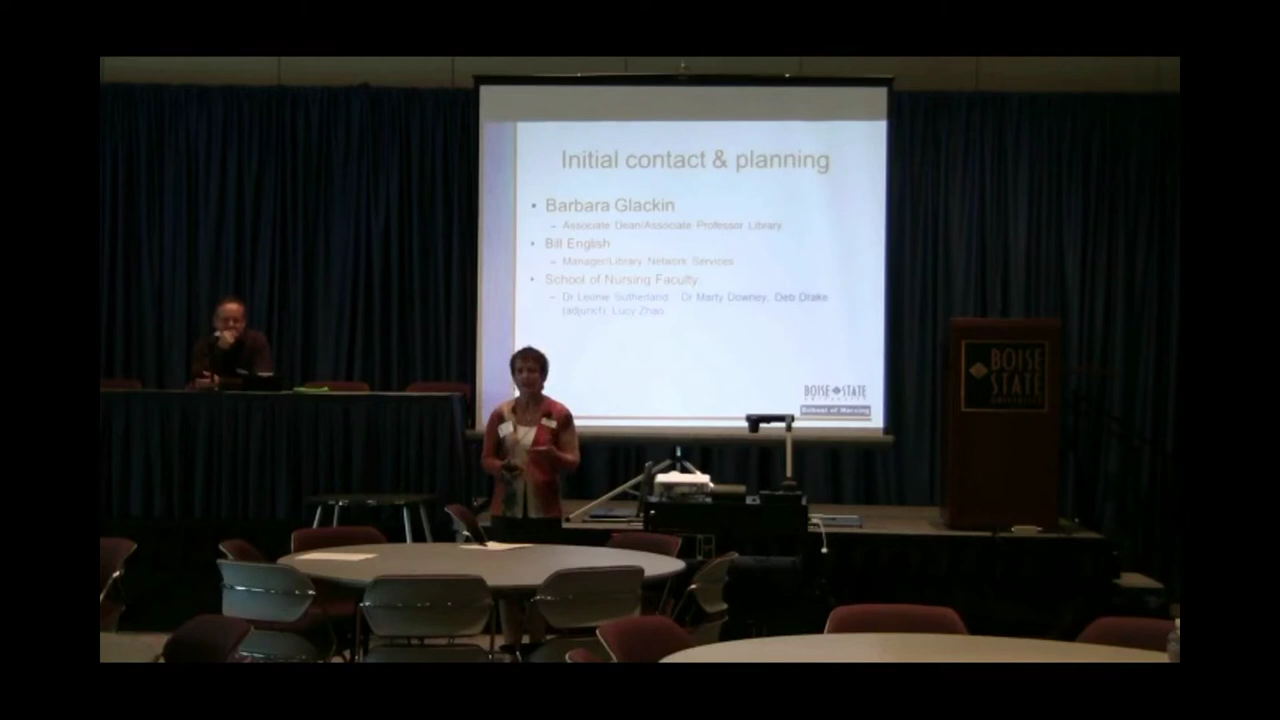 Initial contact & planning
• Barbara Glackin
– Associate Dean/Associate Professor Library
• Bill English
– Manager/Library Network Services
• School of Nursing Faculty:
– Dr Leonie Sutherland Dr Marty Downey, Deb Drake
(adjunct) Lucy Zhao
BOISE STATE
UNIVERSITY
School of Nursing
BOISE
STATE
UNIVERSITY